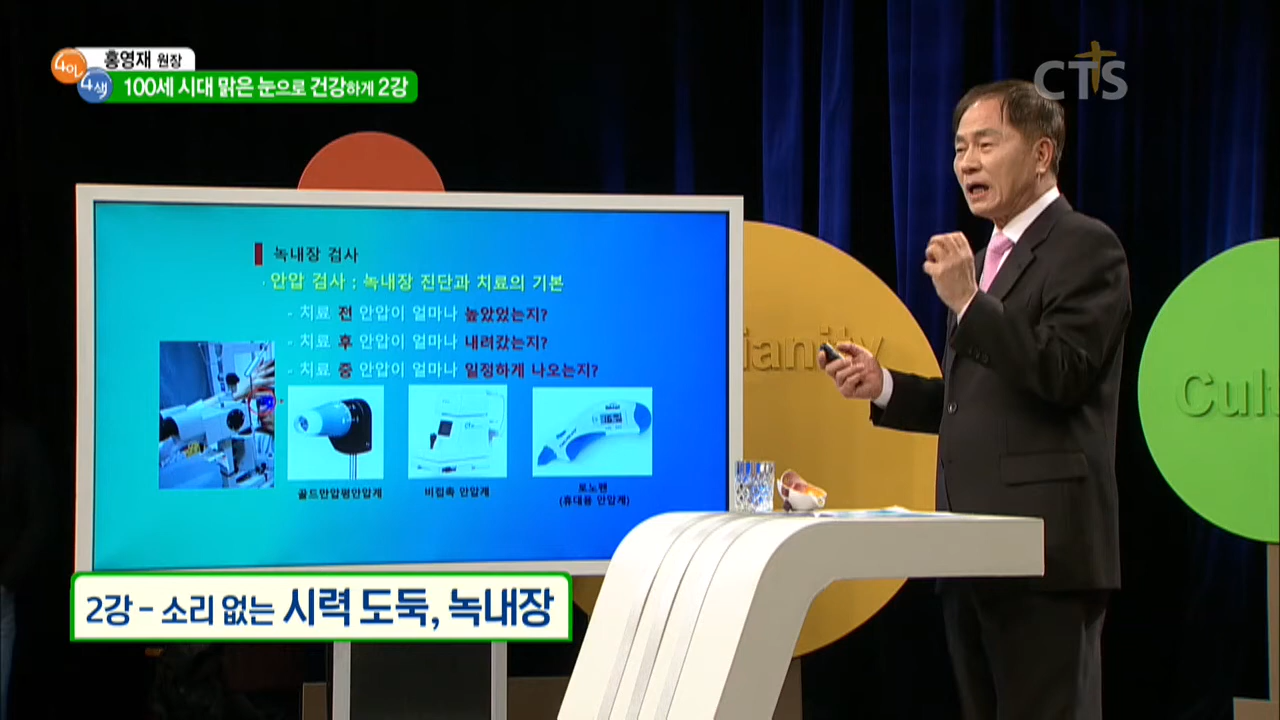 4인
4색
홍영재 원장
100세 시대 맑은 눈으로 건강하게 2강
CTS
녹내장 검사
· 안압 검사 : 녹내장 진단과 치료의 기본
- 치료 전 안압이 얼마나 높았었는지?
- 치료 후 안압이 얼마나 내려갔는지?
- 치료 중 안압이 얼마나 일정하게 나오는지?
골드만압평안압계
비접촉 안압계
토노펜
(휴대용 안압계)
ianity
Cult
2강 – 소리 없는 시력 도둑, 녹내장